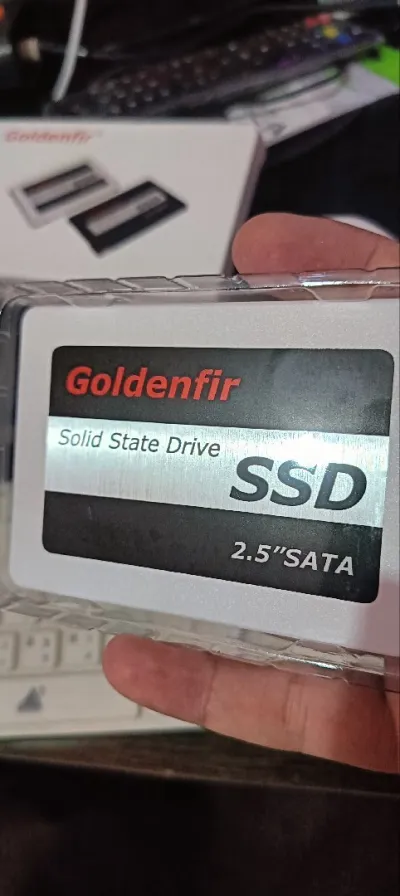 Goldenfir
Goldenfir
Solid State Drive
SSD
2.5"SATA